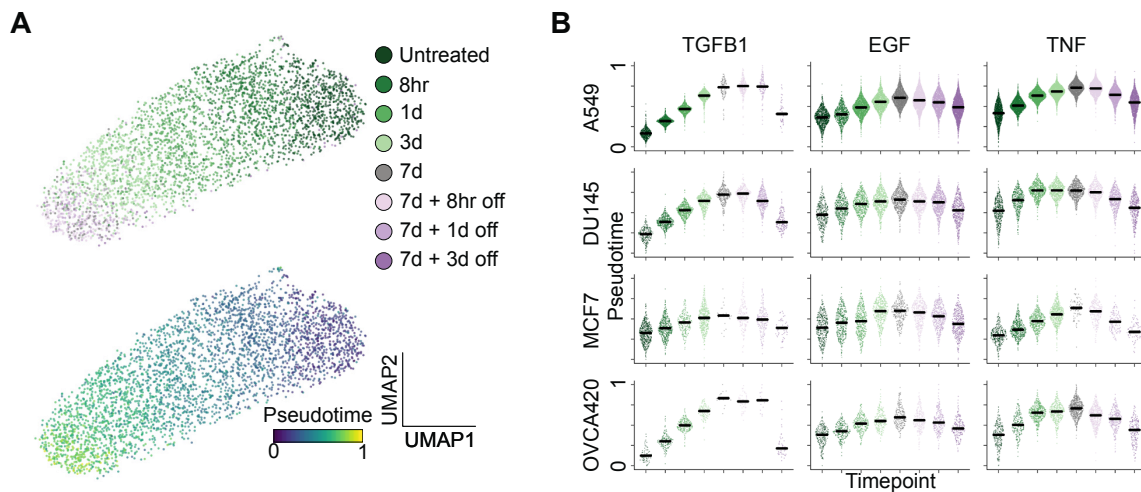 A
Untreated
8hr
1d
3d
7d
7d + 8hr off
7d + 1d off
7d + 3d off
Pseudotime
0 1
UMAP2
UMAP1
B
TGFB1 EGF TNF
A549
1
0
DU145
MCF7
Pseudotime
OVCA420
1
0
Timepoint